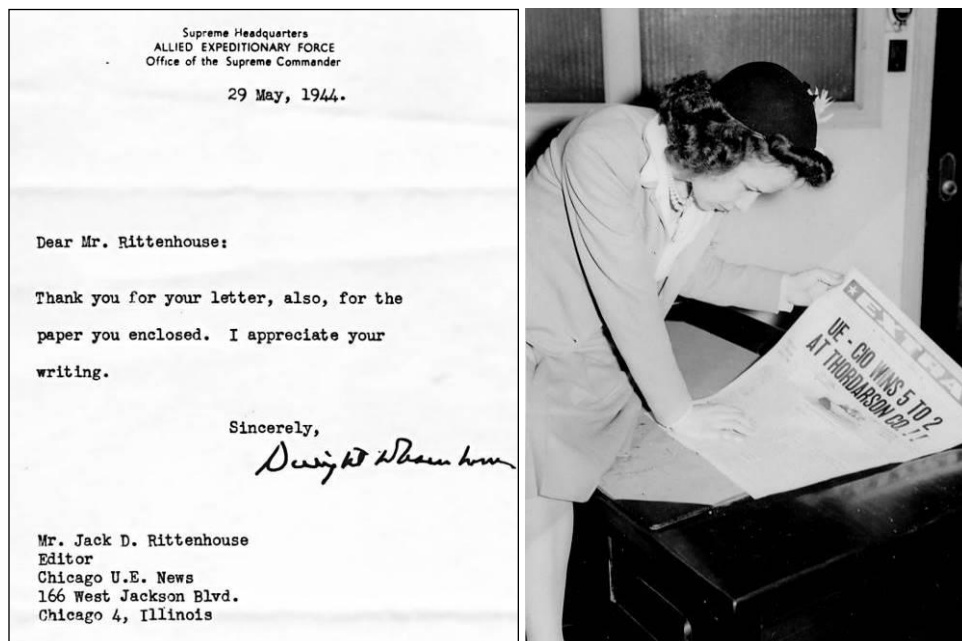 Supreme Headquarters
ALLIED EXPEDITIONARY FORCE
Office of the Supreme Commander
29 May, 1944.
Dear Mr. Rittenhouse:
Thank you for your letter, also, for the
paper you enclosed. I appreciate your
writing.
Sincerely,
Dwight D Eisenhower
Mr. Jack D. Rittenhouse
Editor
Chicago U.E. News
166 West Jackson Blvd.
Chicago 4, Illinois
EXTRA
UE - CIO WINS 5 TO 2
AT THORDARSON CO.!!